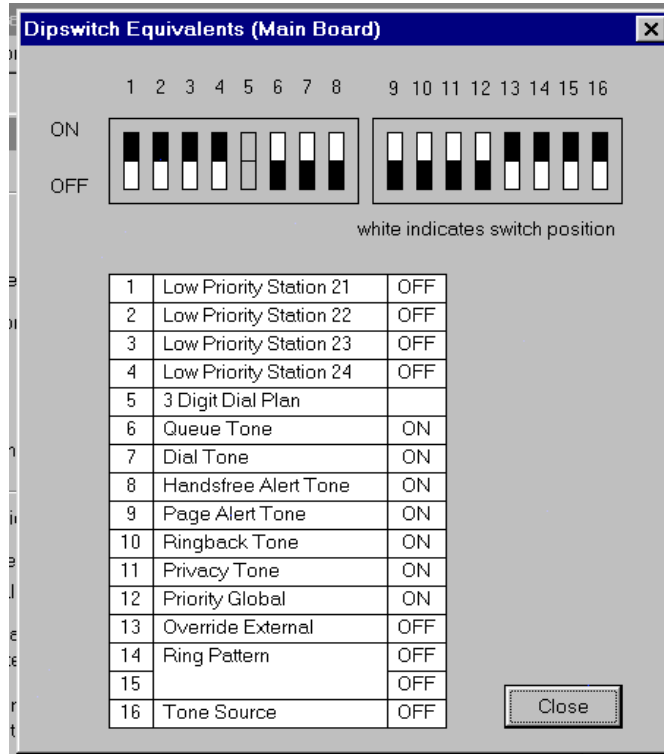 Dipswitch Equivalents (Main Board)
1 2 3 4 5 6 7 8 9 10 11 12 13 14 15 16
ON
OFF
white indicates switch position
1 Low Priority Station 21 OFF
2 Low Priority Station 22 OFF
3 Low Priority Station 23 OFF
4 Low Priority Station 24 OFF
5 3 Digit Dial Plan
6 Queue Tone ON
7 Dial Tone ON
8 Handsfree Alert Tone ON
9 Page Alert Tone ON
10 Ringback Tone ON
11 Privacy Tone ON
12 Priority Global ON
13 Override External OFF
14 Ring Pattern OFF
15 OFF
16 Tone Source OFF
Close